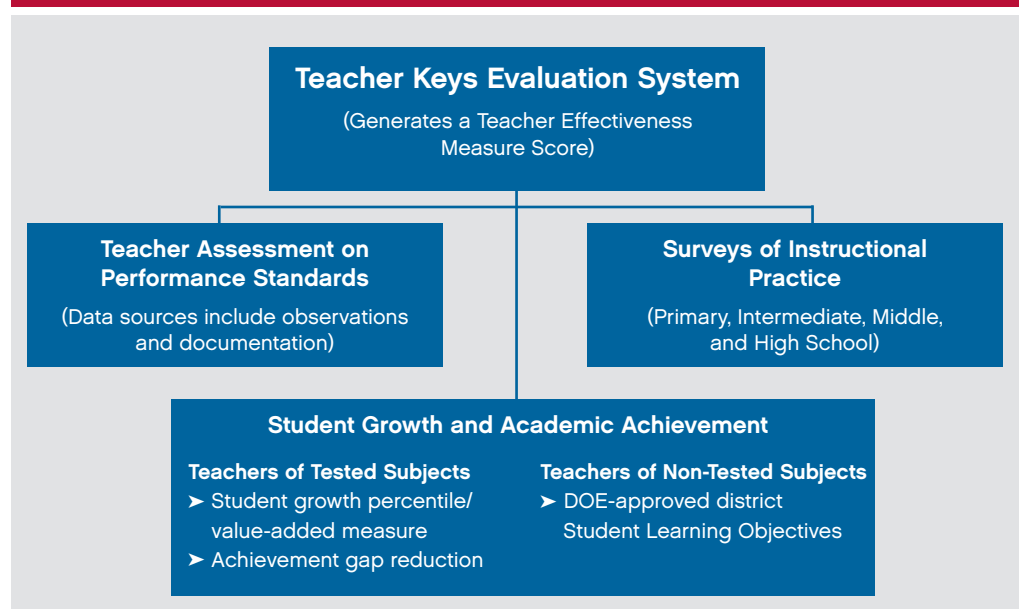 Teacher Keys Evaluation System
(Generates a Teacher Effectiveness
Measure Score)
Teacher Assessment on
Performance Standards
(Data sources include observations
and documentation)
Surveys of Instructional
Practice
(Primary, Intermediate, Middle,
and High School)
Student Growth and Academic Achievement
Teachers of Tested Subjects
➤ Student growth percentile/
value-added measure
➤ Achievement gap reduction
Teachers of Non-Tested Subjects
➤ DOE-approved district
Student Learning Objectives